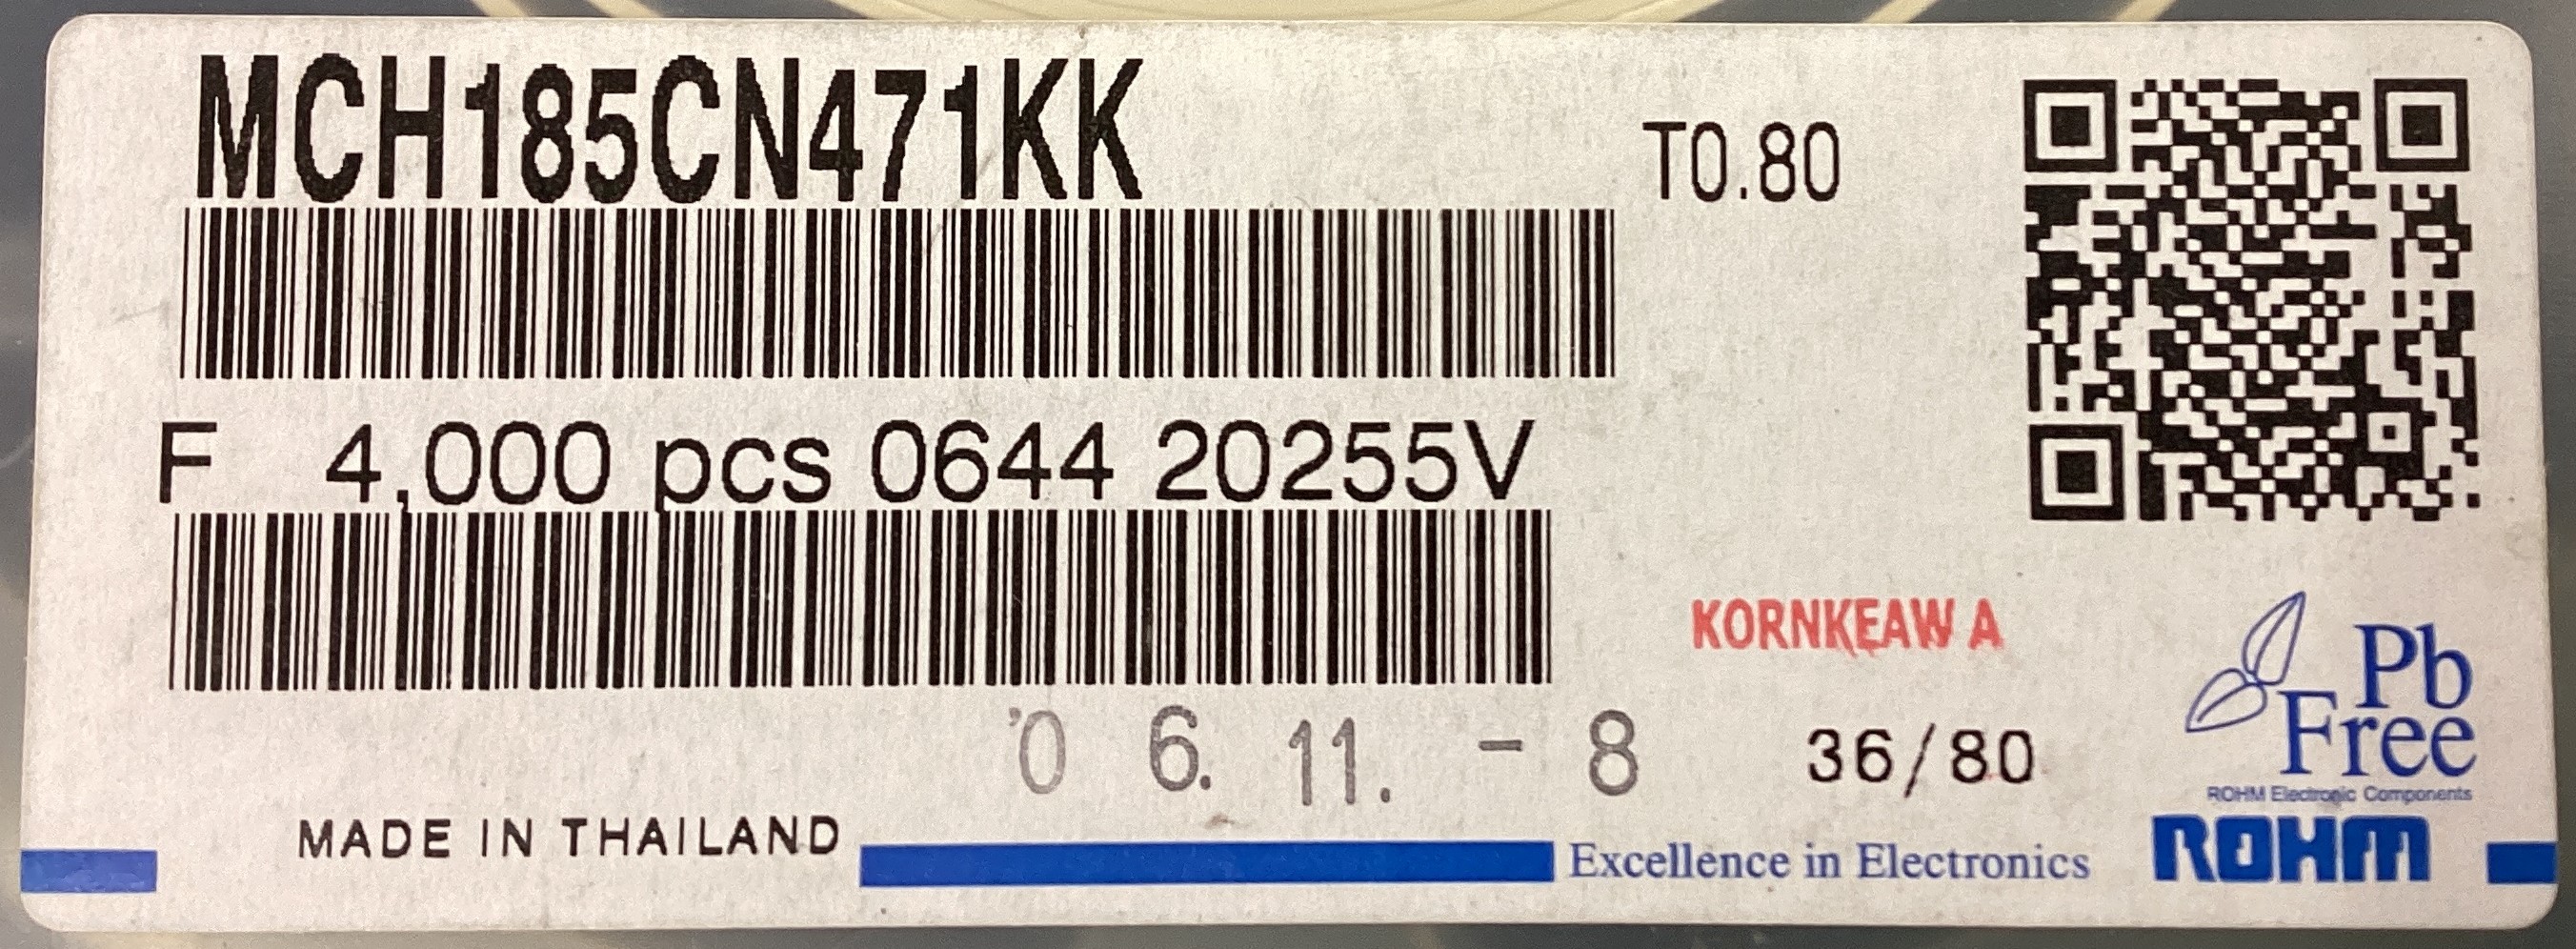 MCH185CN471KK
T0.80
F 4,000 pcs 0644 20255V
KORNKEAW A
'0 6. 11. - 8
36/80
Pb
Free
ROHM Electronic Components
MADE IN THAILAND
Excellence in Electronics
ROHM